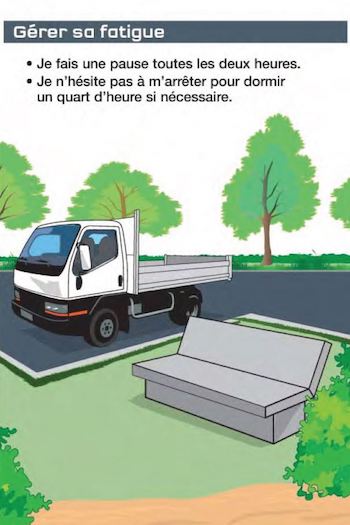 Gérer sa fatigue
• Je fais une pause toutes les deux heures.
• Je n'hésite pas à m'arrêter pour dormir
un quart d'heure si nécessaire.